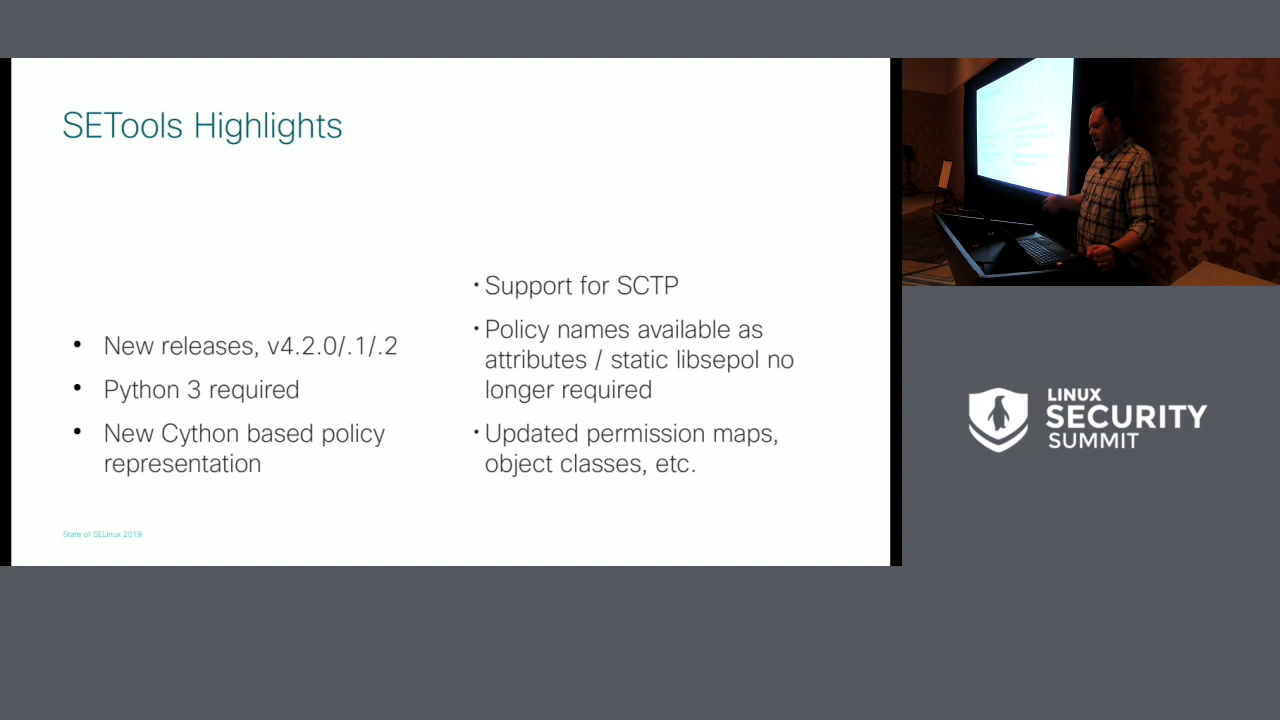 SETools Highlights
• New releases, v4.2.0/.1/.2
• Python 3 required
• New Cython based policy
representation
• Support for SCTP
• Policy names available as
attributes / static libsepol no
longer required
• Updated permission maps,
object classes, etc.
State of SELinux 2019
LINUX
SECURITY
SUMMIT